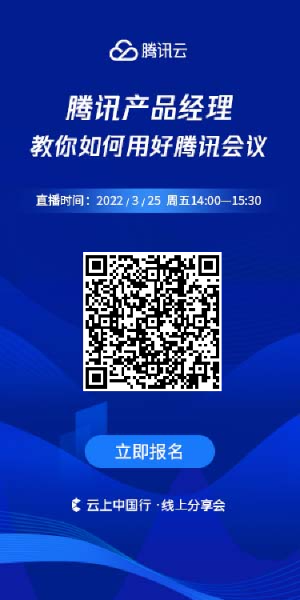 腾讯云
腾讯产品经理
教你如何用好腾讯会议
直播时间：2022/3/25 周五14:00—15:30
立即报名
云上中国行·线上分享会